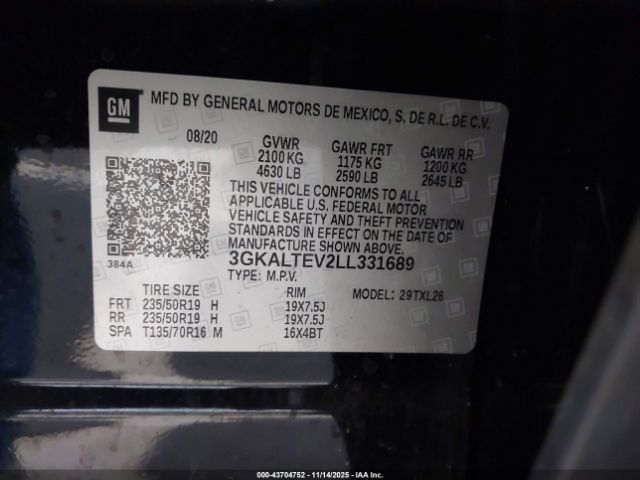 GM
MFD BY GENERAL MOTORS DE MEXICO, S. DE R.L. DE C.V.
08/20 GVWR GAWR FRT GAWR RR
2100 KG 1175 KG 1200 KG
4630 LB 2590 LB 2645 LB
THIS VEHICLE CONFORMS TO ALL
APPLICABLE U.S. FEDERAL MOTOR
VEHICLE SAFETY AND THEFT PREVENTION
STANDARDS IN EFFECT ON THE DATE OF
MANUFACTURE SHOWN ABOVE.
384A
3GKALTEV2LL331689
TYPE: M.P.V. MODEL: 29TXL26
TIRE SIZE RIM
FRT 235/50R19 H 19X7.5J
RR 235/50R19 H 19X7.5J
SPA T135/70R16 M 16X4BT
000-43704752 - 11/14/2025 - IAA Inc.